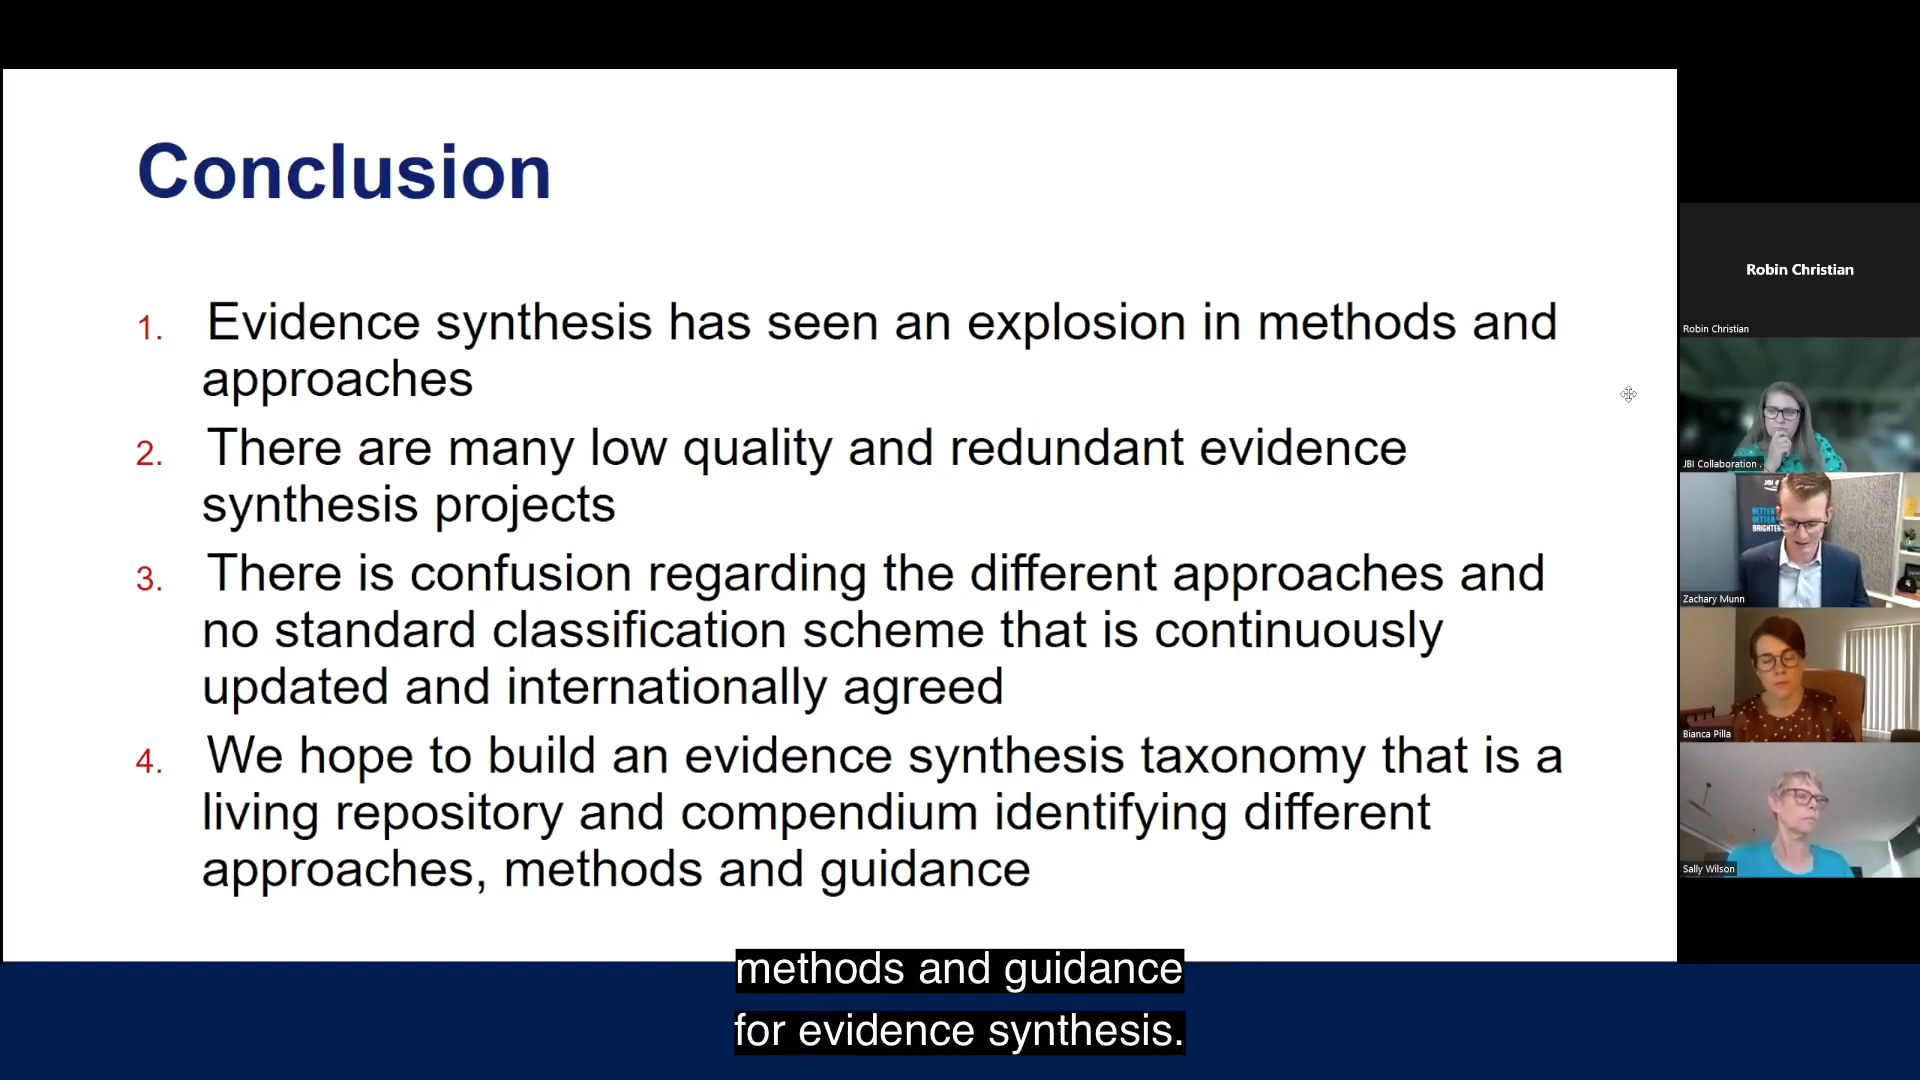 Conclusion
1. Evidence synthesis has seen an explosion in methods and
approaches
2. There are many low quality and redundant evidence
synthesis projects
3. There is confusion regarding the different approaches and
no standard classification scheme that is continuously
updated and internationally agreed
4. We hope to build an evidence synthesis taxonomy that is a
living repository and compendium identifying different
approaches, methods and guidance
methods and guidance
for evidence synthesis.
Robin Christian
Robin Christian
JBI Collaboration .
JBI
BETTER
BETTER
BRIGHTER
Zachary Munn
Bianca Pilla
Sally Wilson